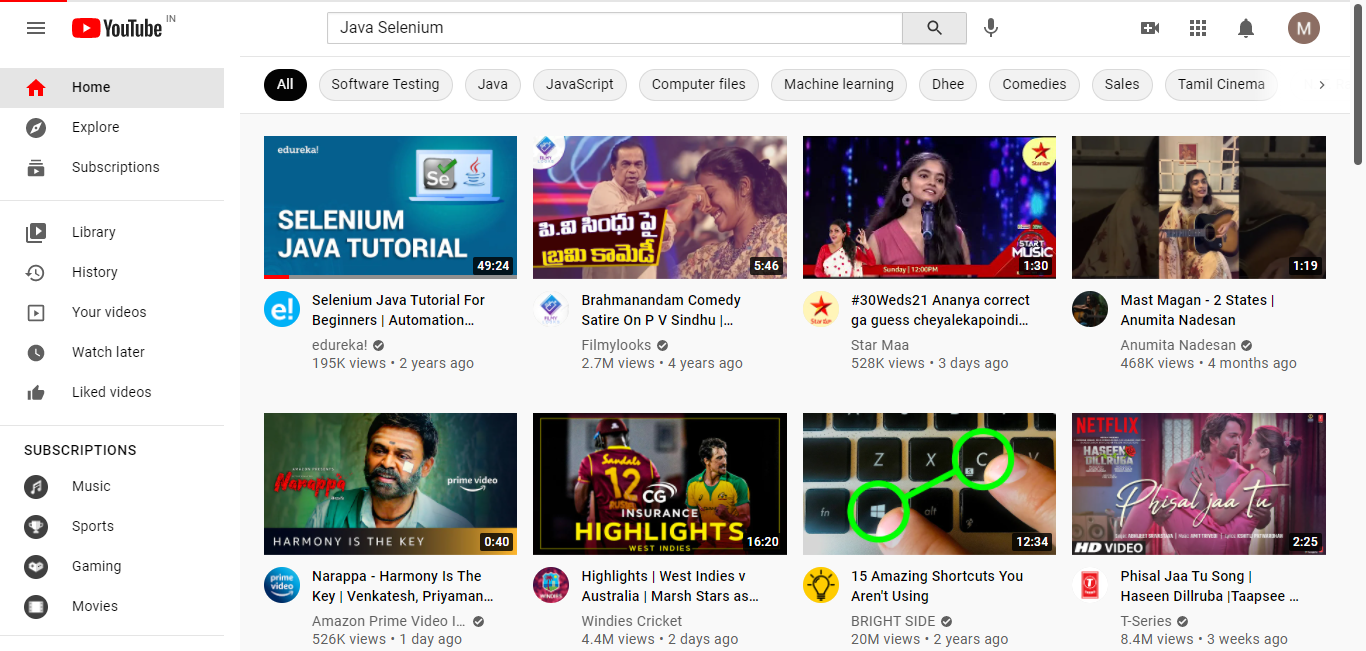 YouTube IN
Java Selenium
M
Home
Explore
Subscriptions
Library
History
Your videos
Watch later
Liked videos
SUBSCRIPTIONS
Music
Sports
Gaming
Movies
All
Software Testing
Java
JavaScript
Computer files
Machine learning
Dhee
Comedies
Sales
Tamil Cinema
edureka!
Se
SELENIUM
JAVA TUTORIAL
49:24
e!
Selenium Java Tutorial For
Beginners | Automation...
edureka!
195K views • 2 years ago
పి.వి సింధు పై
బ్రమి కామెడీ
5:46
Brahmanandam Comedy
Satire On P V Sindhu |...
Filmylooks
2.7M views • 4 years ago
START
MUSIC
Sunday | 12:00PM
1:30
#30Weds21 Ananya correct
ga guess cheyalekapoindi...
Star Maa
528K views • 3 days ago
1:19
Mast Magan - 2 States |
Anumita Nadesan
Anumita Nadesan
468K views • 4 months ago
Narappa
prime video
HARMONY IS THE KEY
0:40
prime
video
Narappa - Harmony Is The
Key | Venkatesh, Priyaman...
Amazon Prime Video I...
526K views • 1 day ago
Sandals
12
CG
INSURANCE
HIGHLIGHTS
WEST INDIES
16:20
WINDIES
Highlights | West Indies v
Australia | Marsh Stars as...
Windies Cricket
4.4M views • 2 days ago
Z
X
C
V
fn
alt
12:34
15 Amazing Shortcuts You
Aren't Using
BRIGHT SIDE
20M views • 2 years ago
NETFLIX
HASEEN
DILLRUBA
Phisal jaa tu
HD VIDEO
2:25
Phisal Jaa Tu Song |
Haseen Dillruba |Taapsee ...
T-Series
8.4M views • 3 weeks ago